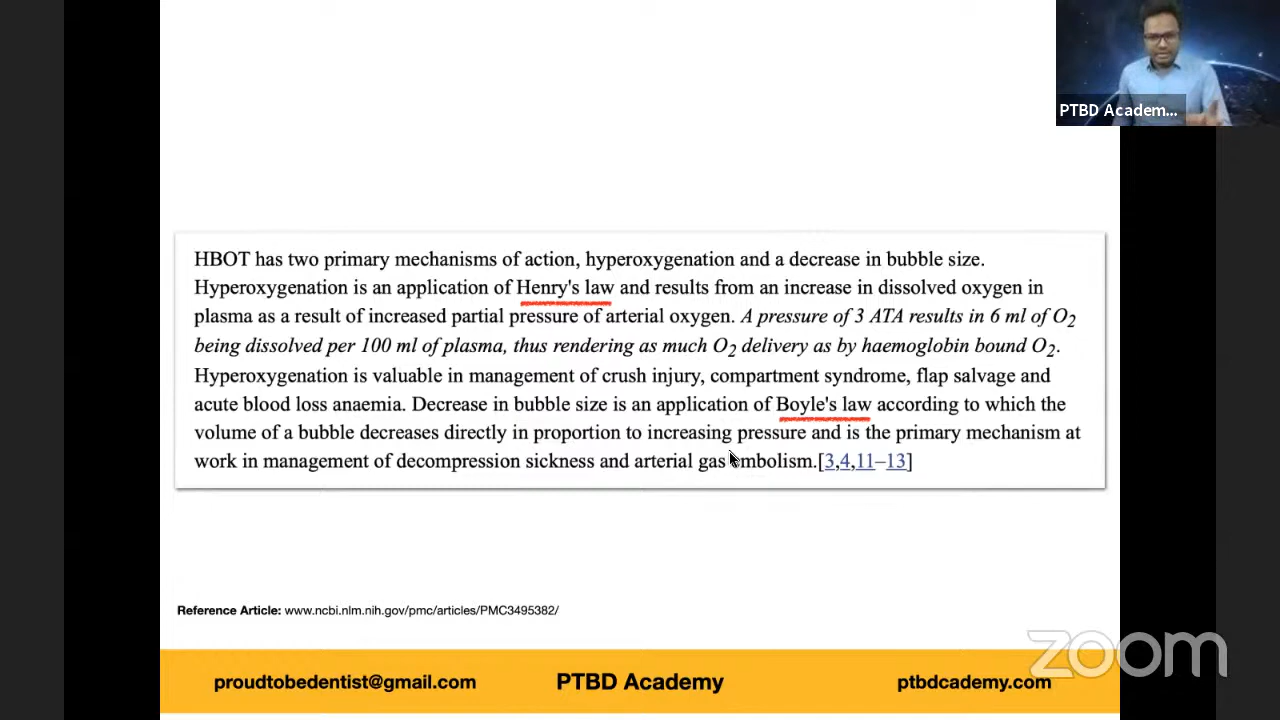 PTBD Academ...
HBOT has two primary mechanisms of action, hyperoxygenation and a decrease in bubble size.
Hyperoxygenation is an application of Henry's law and results from an increase in dissolved oxygen in
plasma as a result of increased partial pressure of arterial oxygen. A pressure of 3 ATA results in 6 ml of O2
being dissolved per 100 ml of plasma, thus rendering as much O2 delivery as by haemoglobin bound O2.
Hyperoxygenation is valuable in management of crush injury, compartment syndrome, flap salvage and
acute blood loss anaemia. Decrease in bubble size is an application of Boyle's law according to which the
volume of a bubble decreases directly in proportion to increasing pressure and is the primary mechanism at
work in management of decompression sickness and arterial gas embolism.[3,4,11–13]
Reference Article: www.ncbi.nlm.nih.gov/pmc/articles/PMC3495382/
zoom
proudtobedentist@gmail.com PTBD Academy ptbdcademy.com